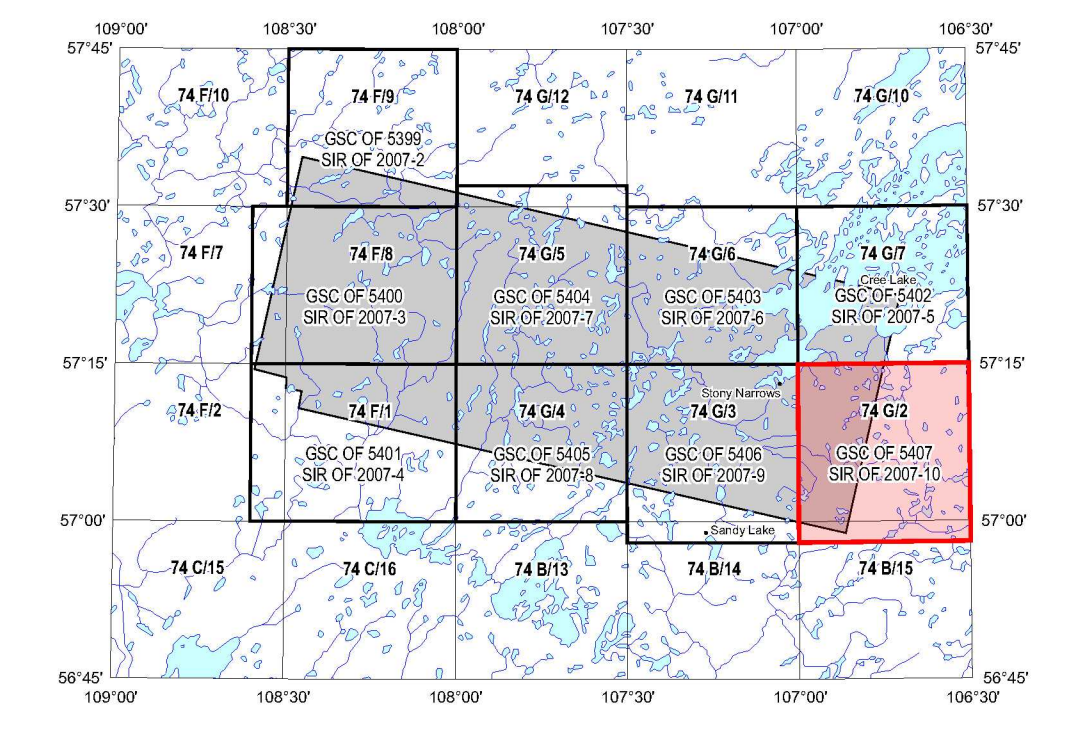 109°00' 108°30' 108°00' 107°30' 107°00' 106°30'
57°45' 57°45'
74 F/10 74 F/9 74 G/12 74 G/11 74 G/10
GSC OF 5399
SIR OF 2007-2
57°30' 57°30'
74 F/7 74 F/8 74 G/5 74 G/6 74 G/7
Cree Lake
GSC OF 5400 GSC OF 5404 GSC OF 5403 GSC OF 5402
SIR OF 2007-3 SIR OF 2007-7 SIR OF 2007-6 SIR OF 2007-5
57°15' 57°15'
Stony Narrows
74 F/2 74 F/1 74 G/4 74 G/3 74 G/2
GSC OF 5401 GSC OF 5405 GSC OF 5406 GSC OF 5407
SIR OF 2007-4 SIR OF 2007-8 SIR OF 2007-9 SIR OF 2007-10
57°00' 57°00'
Sandy Lake
74 C/15 74 C/16 74 B/13 74 B/14 74 B/15
56°45' 56°45'
109°00' 108°30' 108°00' 107°30' 107°00' 106°30'